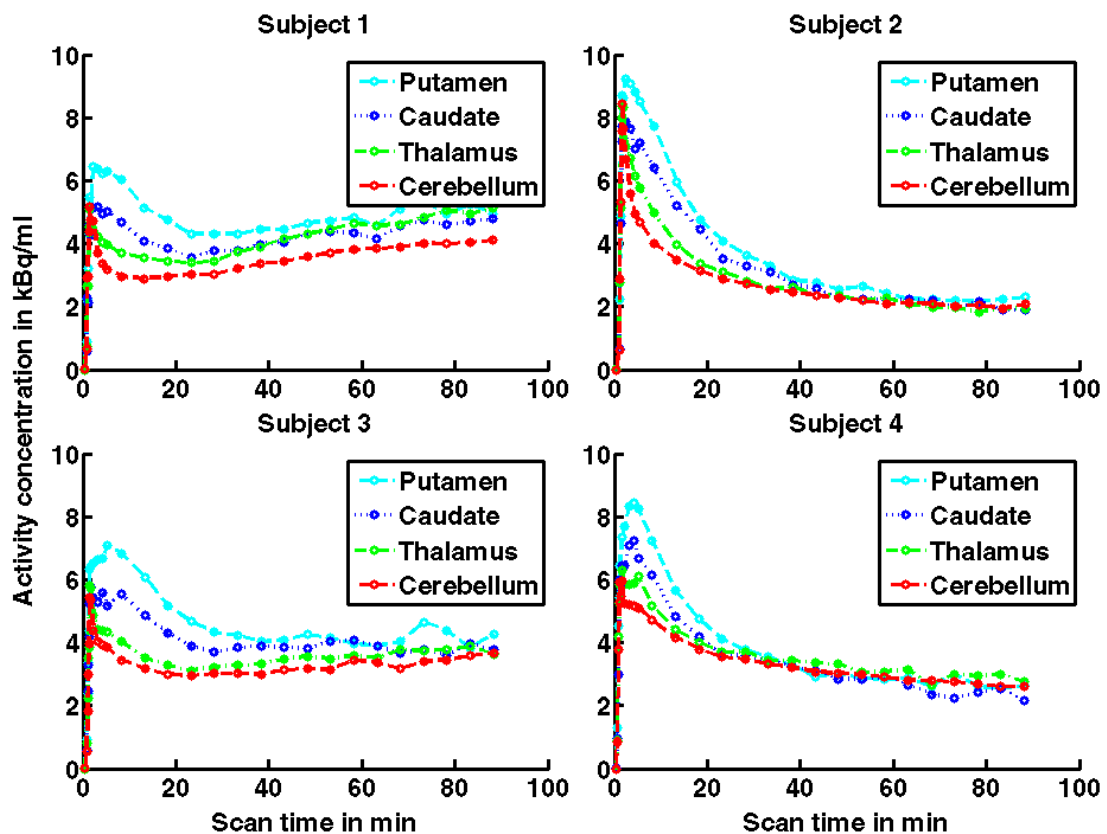 Subject 1
Subject 2
10
8
6
4
2
0
Putamen
Caudate
Thalamus
Cerebellum
0
20
40
60
80
100
10
8
6
4
2
0
Putamen
Caudate
Thalamus
Cerebellum
0
20
40
60
80
100
Activity concentration in kBq/ml
Subject 3
Subject 4
10
8
6
4
2
0
Putamen
Caudate
Thalamus
Cerebellum
0
20
40
60
80
100
Scan time in min
10
8
6
4
2
0
Putamen
Caudate
Thalamus
Cerebellum
0
20
40
60
80
100
Scan time in min